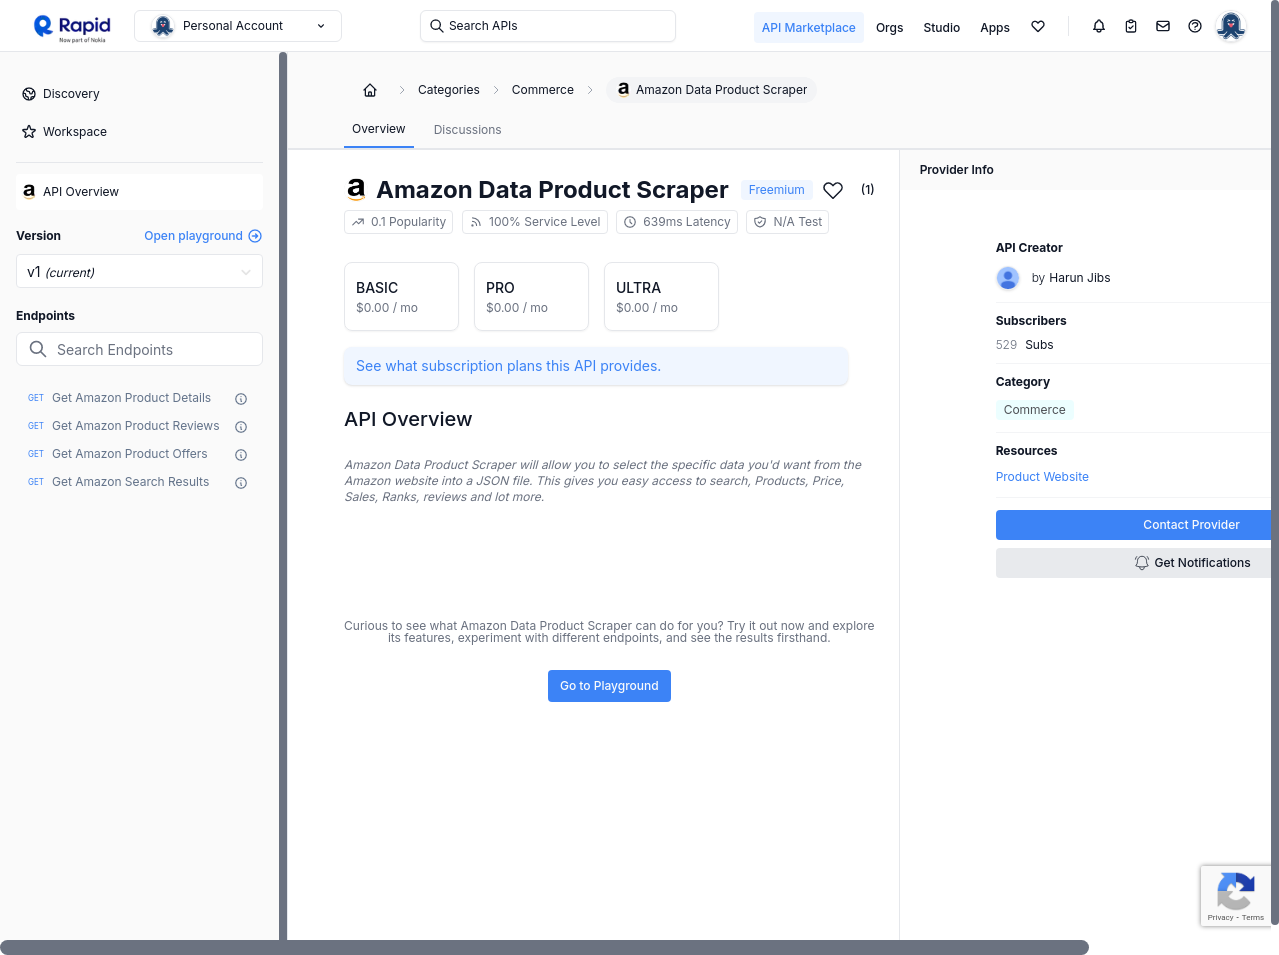 Rapid
Now part of Nokia
Personal Account
Search APIs
API Marketplace
Orgs
Studio
Apps
Discovery
Workspace
API Overview
Version
Open playground
v1 (current)
Endpoints
Search Endpoints
GET Get Amazon Product Details
GET Get Amazon Product Reviews
GET Get Amazon Product Offers
GET Get Amazon Search Results
Categories
Commerce
Amazon Data Product Scraper
Overview
Discussions
Amazon Data Product Scraper
Freemium
(1)
0.1 Popularity
100% Service Level
639ms Latency
N/A Test
BASIC
$0.00 / mo
PRO
$0.00 / mo
ULTRA
$0.00 / mo
See what subscription plans this API provides.
API Overview
Amazon Data Product Scraper will allow you to select the specific data you'd want from the
Amazon website into a JSON file. This gives you easy access to search, Products, Price,
Sales, Ranks, reviews and lot more.
Curious to see what Amazon Data Product Scraper can do for you? Try it out now and explore
its features, experiment with different endpoints, and see the results firsthand.
Go to Playground
Provider Info
API Creator
by Harun Jibs
Subscribers
529 Subs
Category
Commerce
Resources
Product Website
Contact Provider
Get Notifications
Privacy - Terms